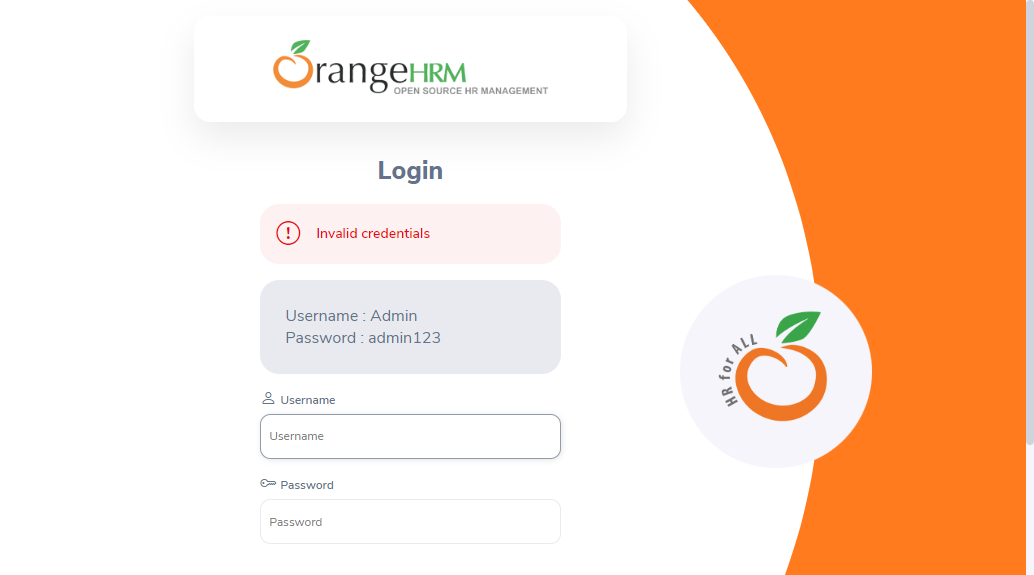 OrangeHRM
OPEN SOURCE HR MANAGEMENT
Login
Invalid credentials
Username : Admin
Password : admin123
Username
Username
Password
Password
HR for ALL